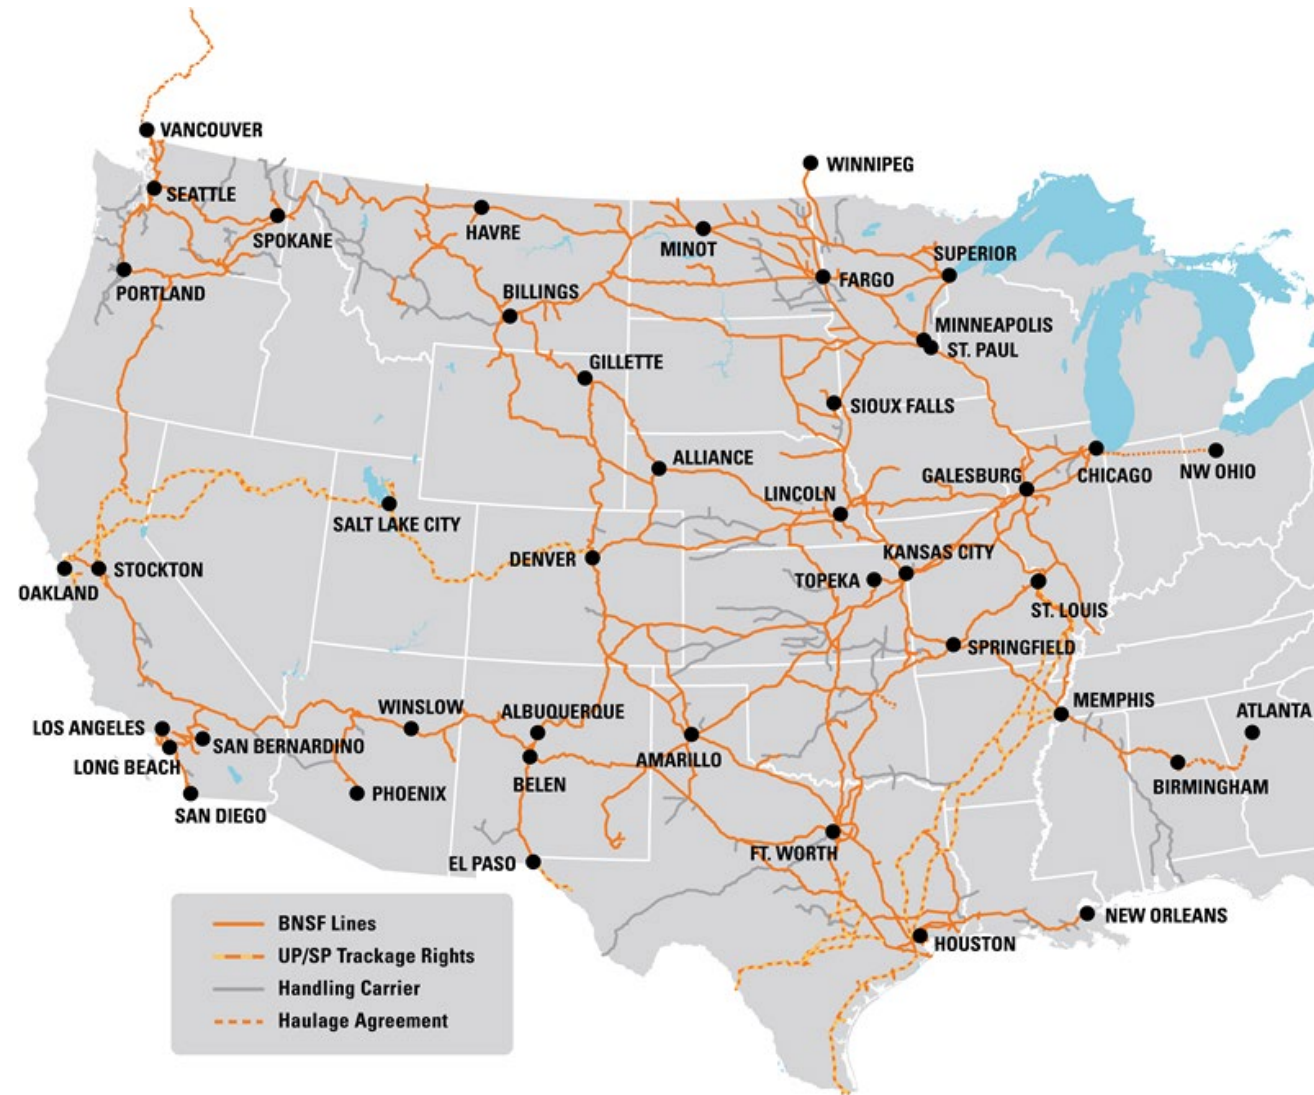 VANCOUVER
WINNIPEG
SEATTLE
HAVRE
SPOKANE
MINOT
SUPERIOR
FARGO
PORTLAND
BILLINGS
MINNEAPOLIS
ST. PAUL
GILLETTE
SIOUX FALLS
ALLIANCE
GALESBURG
CHICAGO
NW OHIO
LINCOLN
SALT LAKE CITY
DENVER
KANSAS CITY
STOCKTON
TOPEKA
OAKLAND
ST. LOUIS
SPRINGFIELD
MEMPHIS
WINSLOW
ALBUQUERQUE
ATLANTA
LOS ANGELES
SAN BERNARDINO
AMARILLO
LONG BEACH
BELEN
BIRMINGHAM
PHOENIX
SAN DIEGO
FT. WORTH
EL PASO
NEW ORLEANS
HOUSTON
BNSF Lines
UP/SP Trackage Rights
Handling Carrier
Haulage Agreement